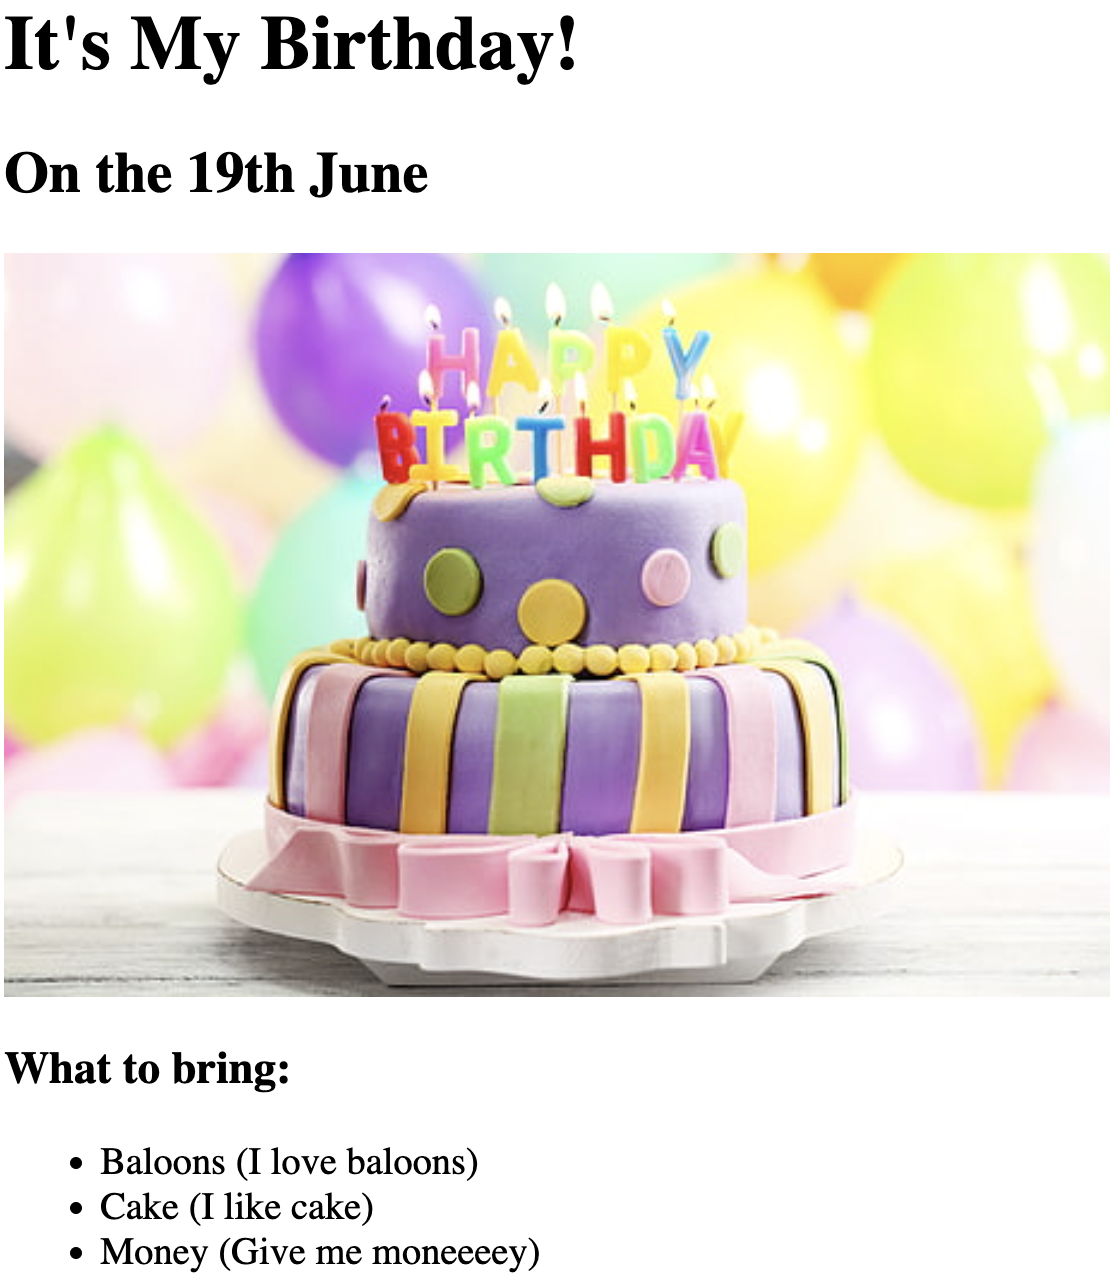 It's My Birthday!
On the 19th June
HAPPY
BIRTHDAY
What to bring:
Baloons (I love baloons)
Cake (I like cake)
Money (Give me moneeeey)